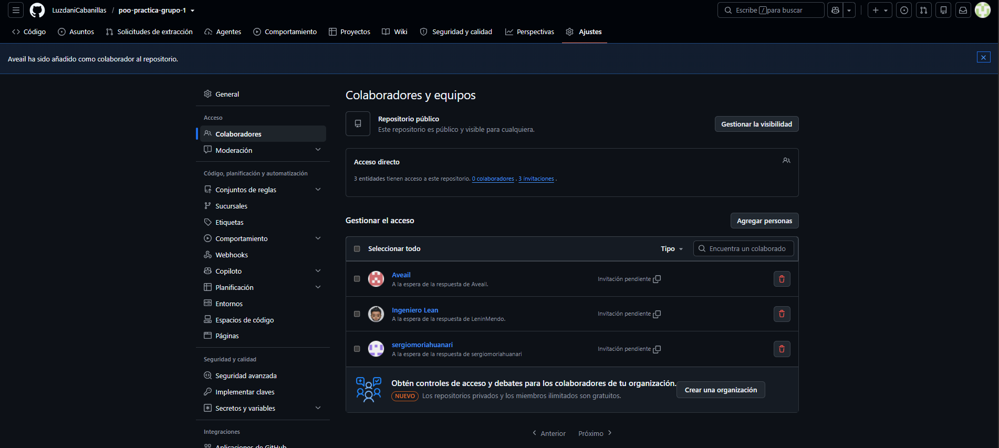 LuzdaniCabanillas / poo-practica-grupo-1
Escribe / para buscar
Código
Asuntos
Solicitudes de extracción
Agentes
Comportamiento
Proyectos
Wiki
Seguridad y calidad
Perspectivas
Ajustes
Aveail ha sido añadido como colaborador al repositorio.
General
Acceso
Colaboradores
Moderación
Código, planificación y automatización
Conjuntos de reglas
Sucursales
Etiquetas
Comportamiento
Webhooks
Copiloto
Planificación
Entornos
Espacios de código
Páginas
Seguridad y calidad
Seguridad avanzada
Implementar claves
Secretos y variables
Integraciones
Aplicaciones de GitHub
Colaboradores y equipos
Repositorio público
Este repositorio es público y visible para cualquiera.
Gestionar la visibilidad
Acceso directo
3 entidades tienen acceso a este repositorio. 0 colaboradores . 3 invitaciones .
Gestionar el acceso
Agregar personas
Seleccionar todo
Tipo
Encuentra un colaborado
Aveail
A la espera de la respuesta de Aveail.
Invitación pendiente
Ingeniero Lean
A la espera de la respuesta de LeninMendo.
Invitación pendiente
sergiomoriahuanari
A la espera de la respuesta de sergiomoriahuanari
Invitación pendiente
Obtén controles de acceso y debates para los colaboradores de tu organización.
NUEVO Los repositorios privados y los miembros ilimitados son gratuitos.
Crear una organización
Anterior
Próximo